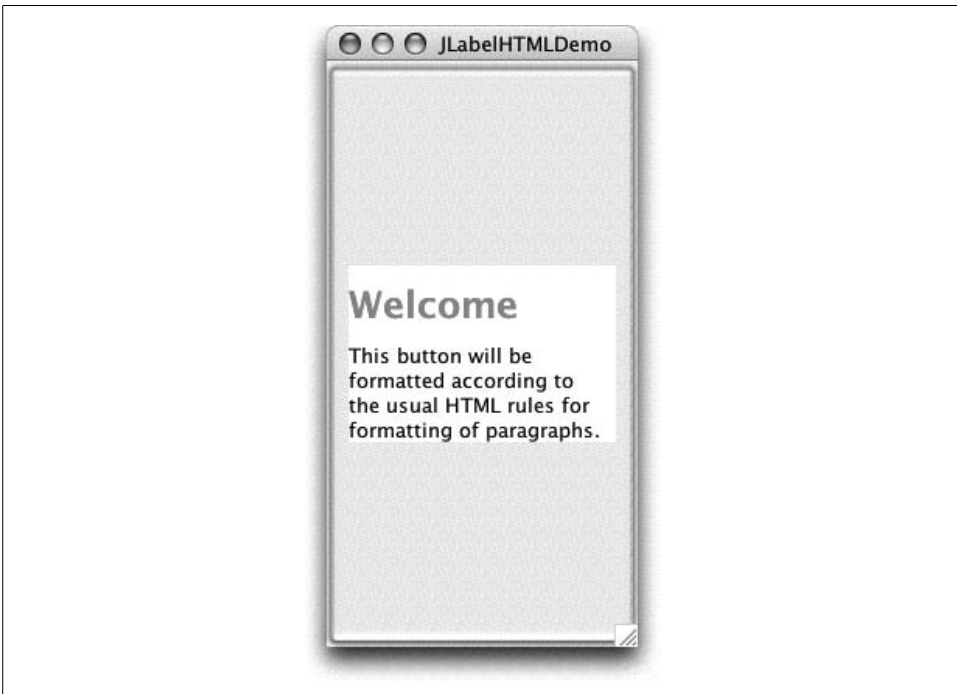 JLabelHTMLDemo
Welcome
This button will be
formatted according to
the usual HTML rules for
formatting of paragraphs.